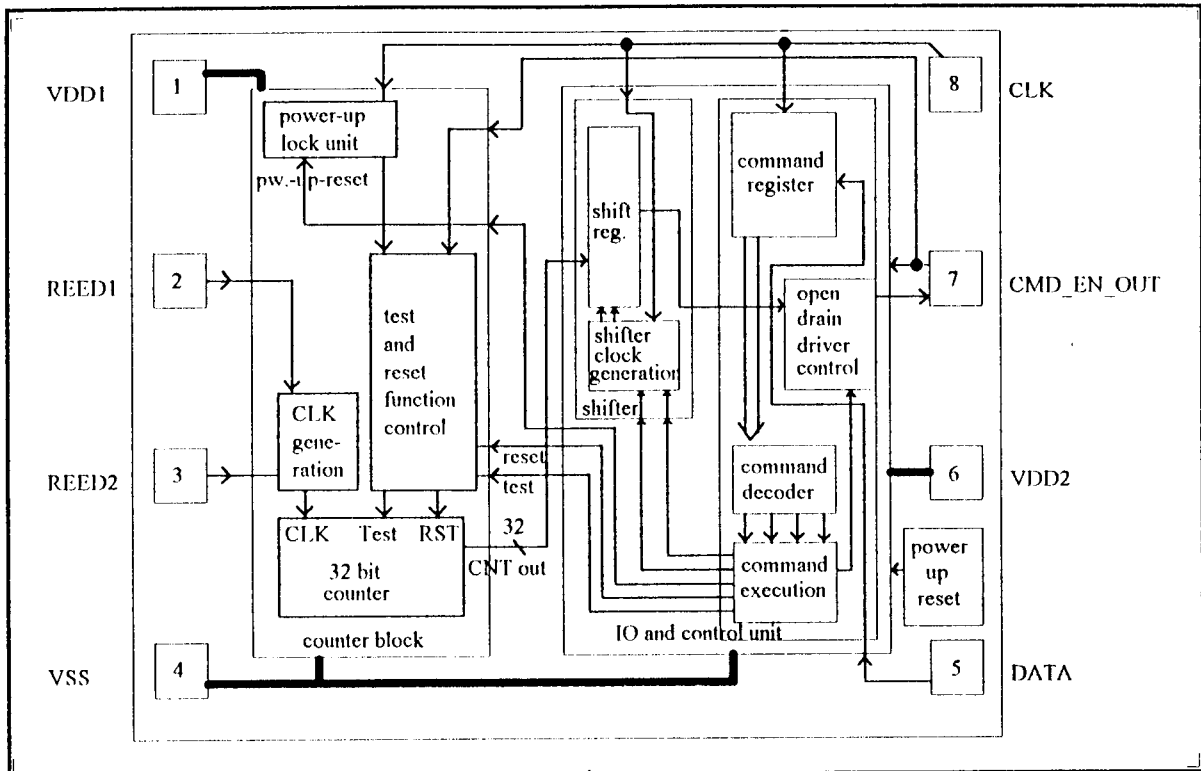 VDD1
1
8
CLK
power-up
lock unit
pw.-up-reset
command
register
shift
reg.
REED1
2
7
CMD_EN_OUT
test
and
reset
function
control
open
drain
driver
control
shifter
clock
generation
shifter
CLK
gene-
ration
REED2
3
reset
test
command
decoder
6
VDD2
CLK Test RST
32 bit
counter
32
CNT out
command
execution
power
up
reset
counter block
IO and control unit
VSS
4
5
DATA